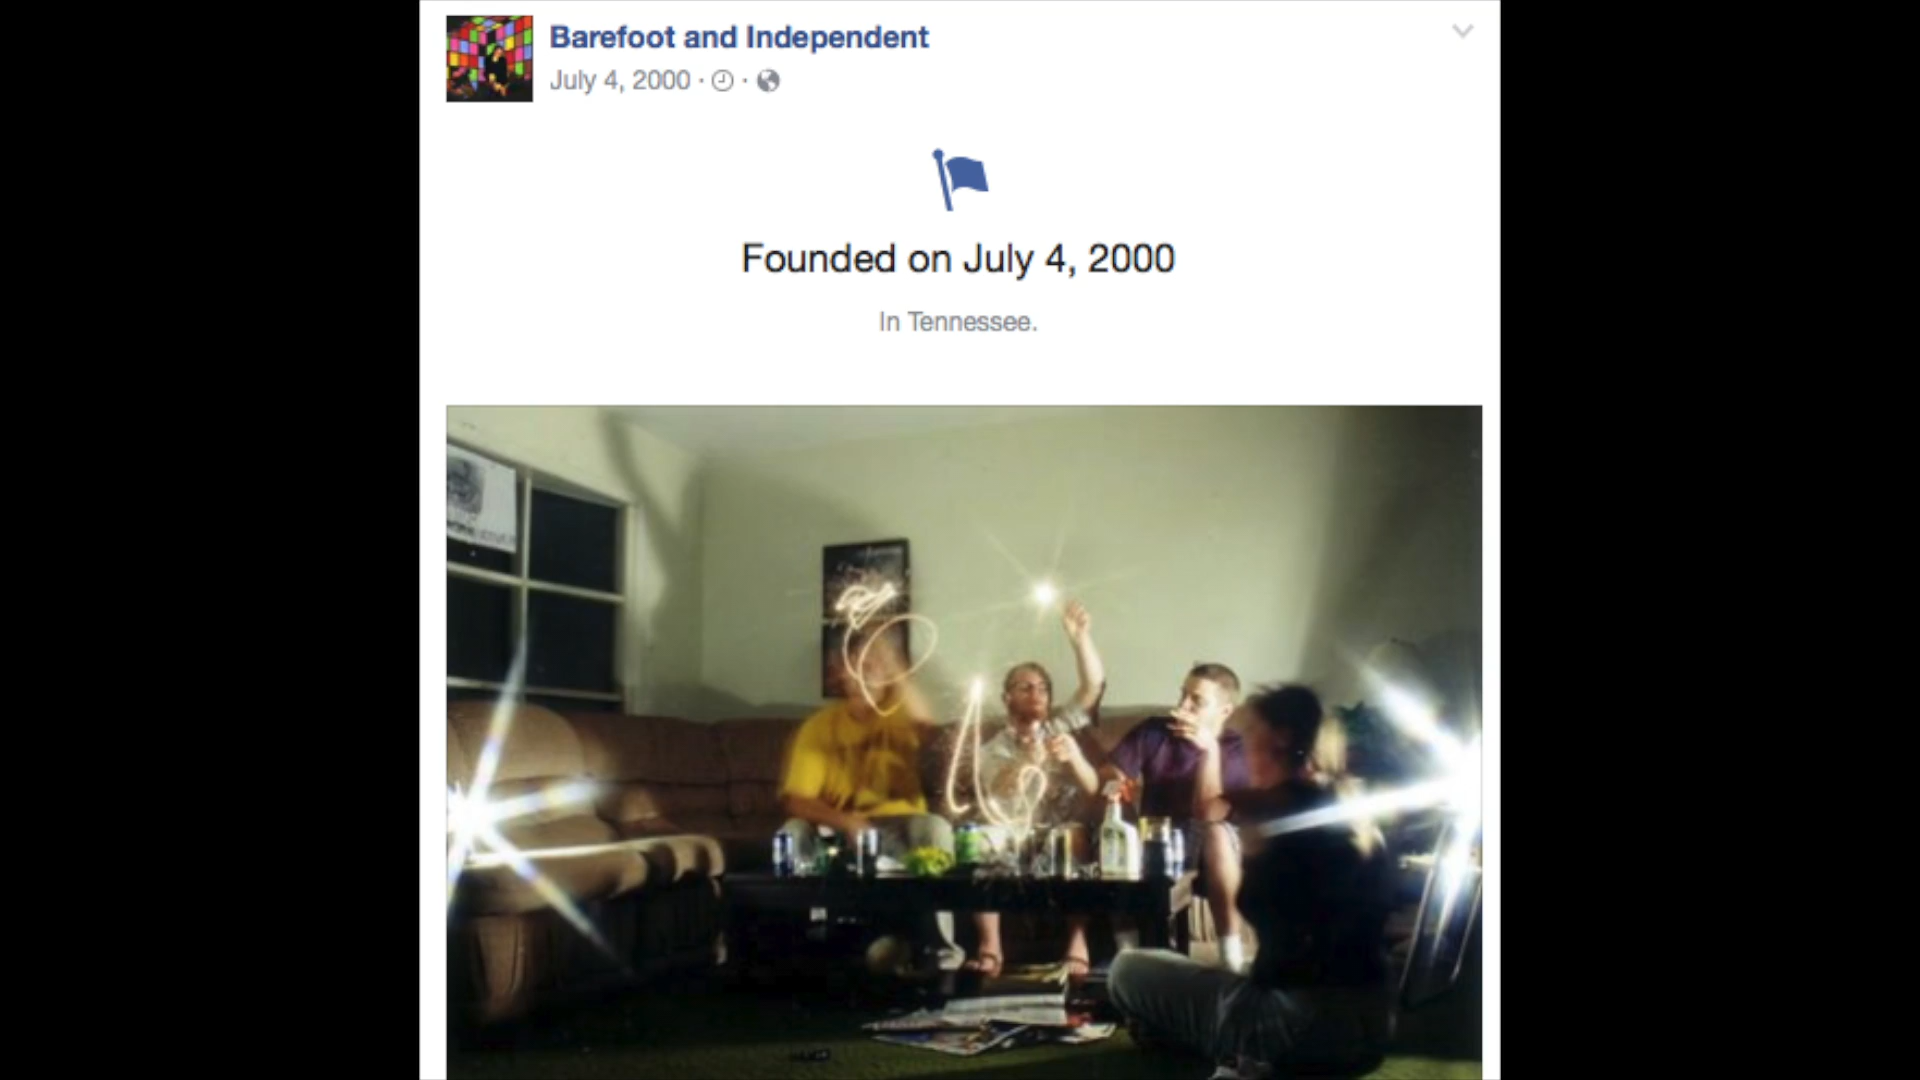 Barefoot and Independent
July 4, 2000 · ·
Founded on July 4, 2000
In Tennessee.